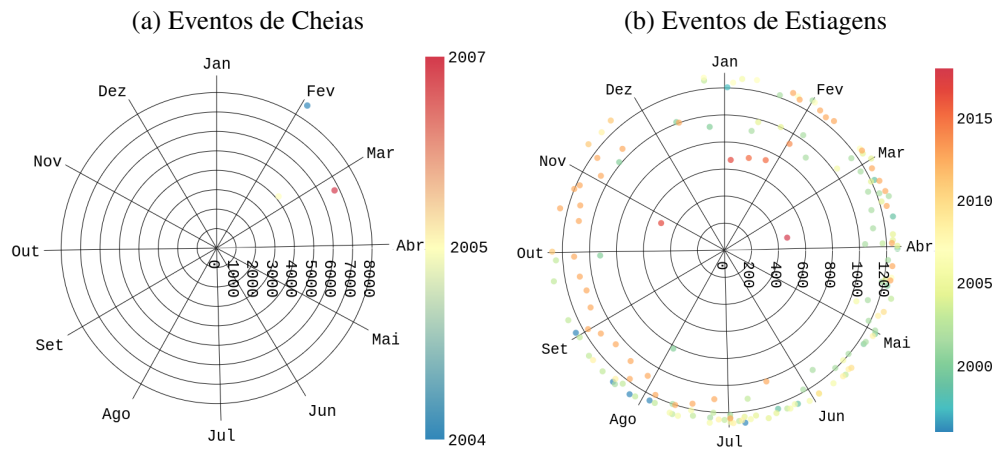 (a) Eventos de Cheias
Jan
Fev
Mar
Abr
Mai
Jun
Jul
Ago
Set
Out
Nov
Dez
0
1000
2000
3000
4000
5000
6000
7000
8000
2007
2005
2004
(b) Eventos de Estiagens
Jan
Fev
Mar
Abr
Mai
Jun
Jul
Ago
Set
Out
Nov
Dez
0
200
400
600
800
1000
1200
2015
2010
2005
2000